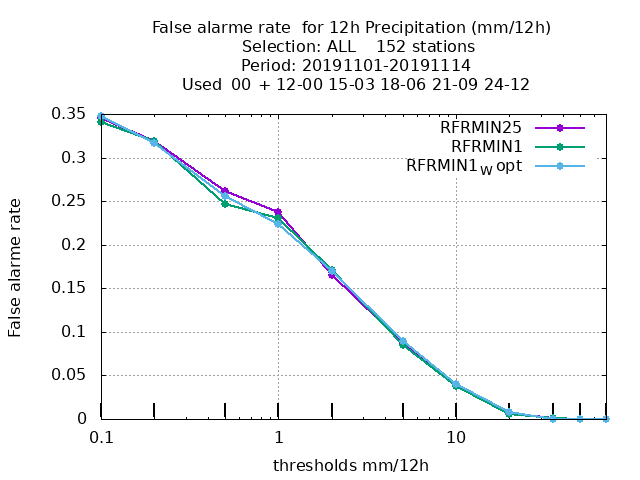 False alarme rate  for 12h Precipitation (mm/12h)
Selection: ALL    152 stations
Period: 20191101-20191114
Used  00  + 12-00 15-03 18-06 21-09 24-12
RFRMIN25
RFRMIN1
RFRMIN1W opt
0.35
0.3
0.25
0.2
0.15
0.1
0.05
0
False alarme rate
0.1
1
10
thresholds mm/12h